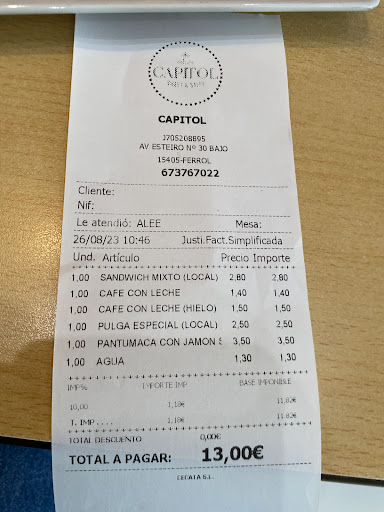 CAPITOL
CAPITOL
J705208895
AV ESTEIRO Nº 30 BAJO
15405-FERROL
673767022
Cliente:
Nif:
Le atendió: ALEE Mesa:
26/08/23 10:46 Justi.Fact.Simplificada
Und. Artículo Precio Importe
1,00 SANDWICH MIXTO (LOCAL) 2,80 2,80
1,00 CAFE CON LECHE 1,40 1,40
1,00 CAFE CON LECHE (HIELO) 1,50 1,50
1,00 PULGA ESPECIAL (LOCAL) 2,50 2,50
1,00 PANTUMACA CON JAMON S 3,50 3,50
1,00 AGUA 1,30 1,30
IMP% IMPORTE IMP BASE IMPONIBLE
10,00 1,18€ 11,82€
T. IMP .... 1,18€ 11,82€
TOTAL DESCUENTO 0,00€
TOTAL A PAGAR: 13,00€
CECATA S.L.